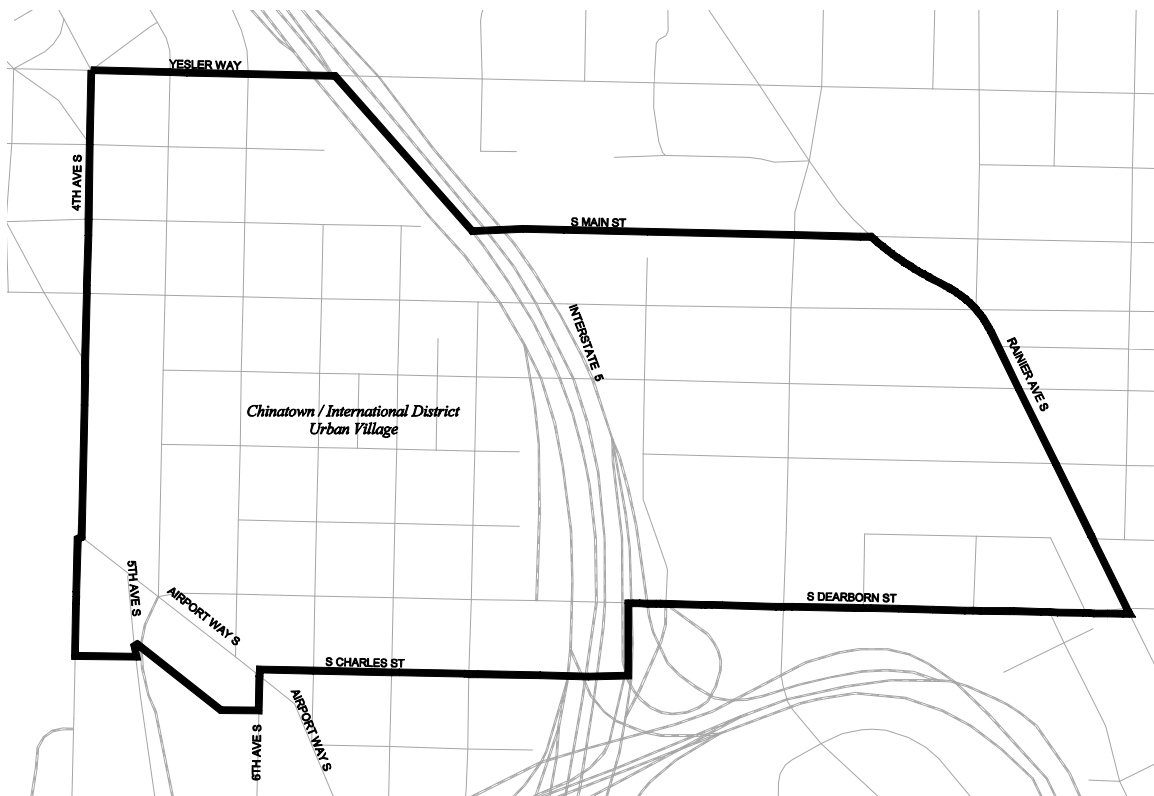 YESLER WAY
4TH AVE S
S MAIN ST
INTERSTATE 5
RAINIER AVE S
Chinatown / International District
Urban Village
5TH AVE S
AIRPORT WAY S
S DEARBORN ST
S CHARLES ST
AIRPORT WAY S
6TH AVE S